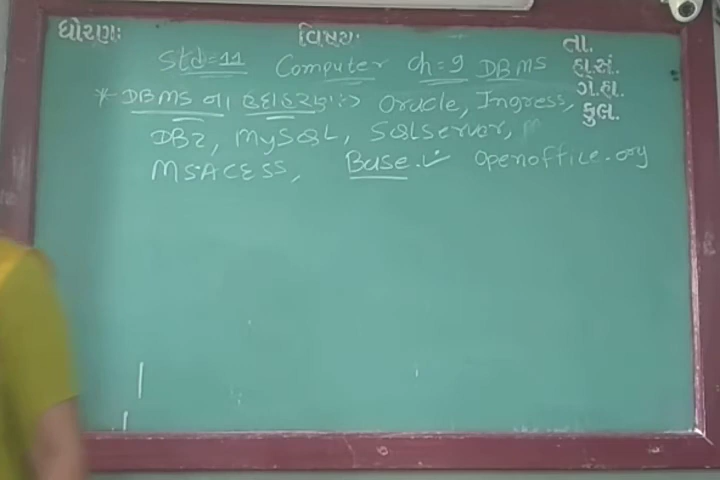 ધોરણઃ વિષયઃ તા.
Std=11 Computer ch=9 DBMS હા.સં.
* DBMS ના ઉદાહરણ :-> Oracle, Ingress, ગે.હા.
DB2, MySQL, SQLServer, કુલ.
MSACESS, Base. ✓ Openoffice.org